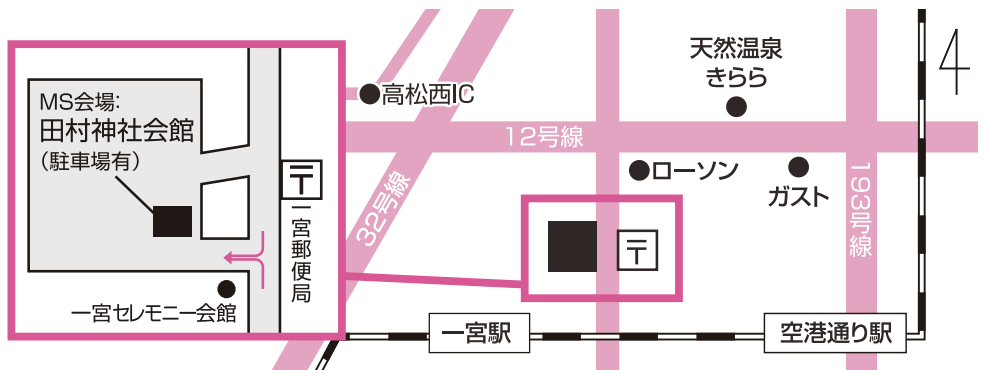 MS会場:
田村神社会館
(駐車場有)
〒
一宮郵便局
一宮セレモニー会館
高松西IC
32号線
12号線
天然温泉
きらら
ローソン
ガスト
193号線
〒
一宮駅
空港通り駅
4